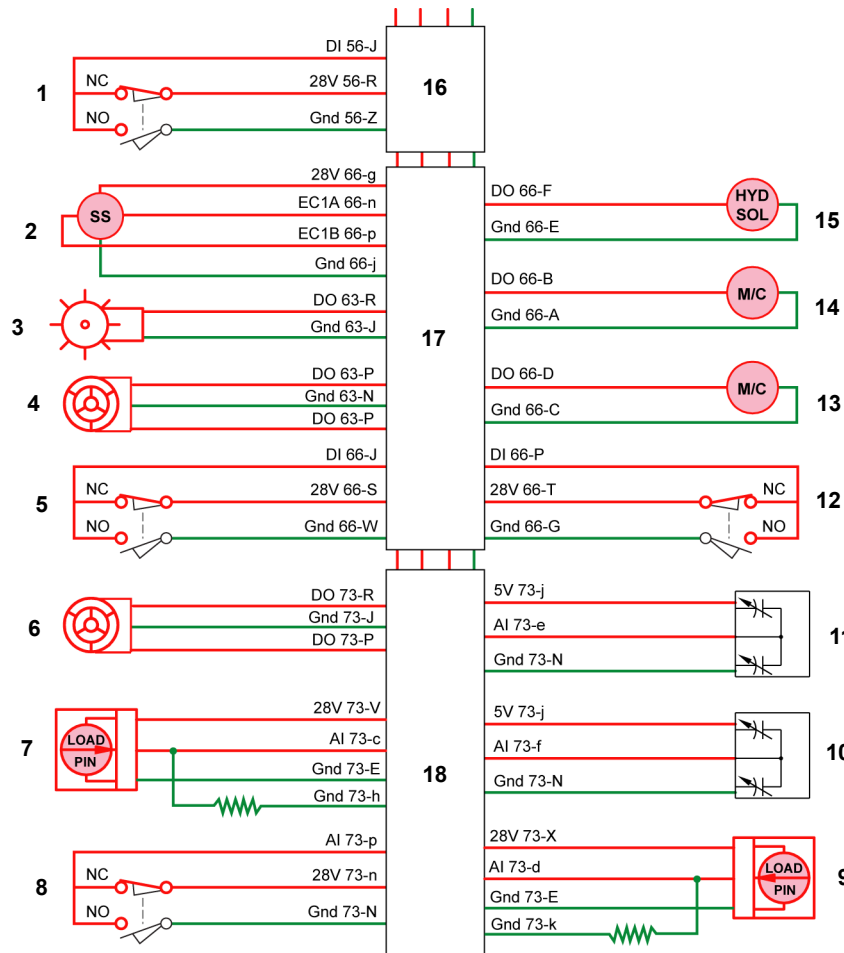 DI 56-J
1
NC
28V 56-R
NO
Gnd 56-Z
16
28V 66-g
2
SS
EC1A 66-n
EC1B 66-p
Gnd 66-j
3
DO 63-R
Gnd 63-J
4
DO 63-P
Gnd 63-N
DO 63-P
5
DI 66-J
NC
28V 66-S
NO
Gnd 66-W
17
DO 66-F
Gnd 66-E
HYD
SOL
15
DO 66-B
Gnd 66-A
M/C
14
DO 66-D
Gnd 66-C
M/C
13
DI 66-P
28V 66-T
NC
12
Gnd 66-G
NO
6
DO 73-R
Gnd 73-J
DO 73-P
7
LOAD
PIN
28V 73-V
AI 73-c
Gnd 73-E
Gnd 73-h
8
AI 73-p
NC
28V 73-n
NO
Gnd 73-N
18
5V 73-j
AI 73-e
Gnd 73-N
11
5V 73-j
AI 73-f
Gnd 73-N
10
28V 73-X
AI 73-d
Gnd 73-E
Gnd 73-k
LOAD
PIN
9